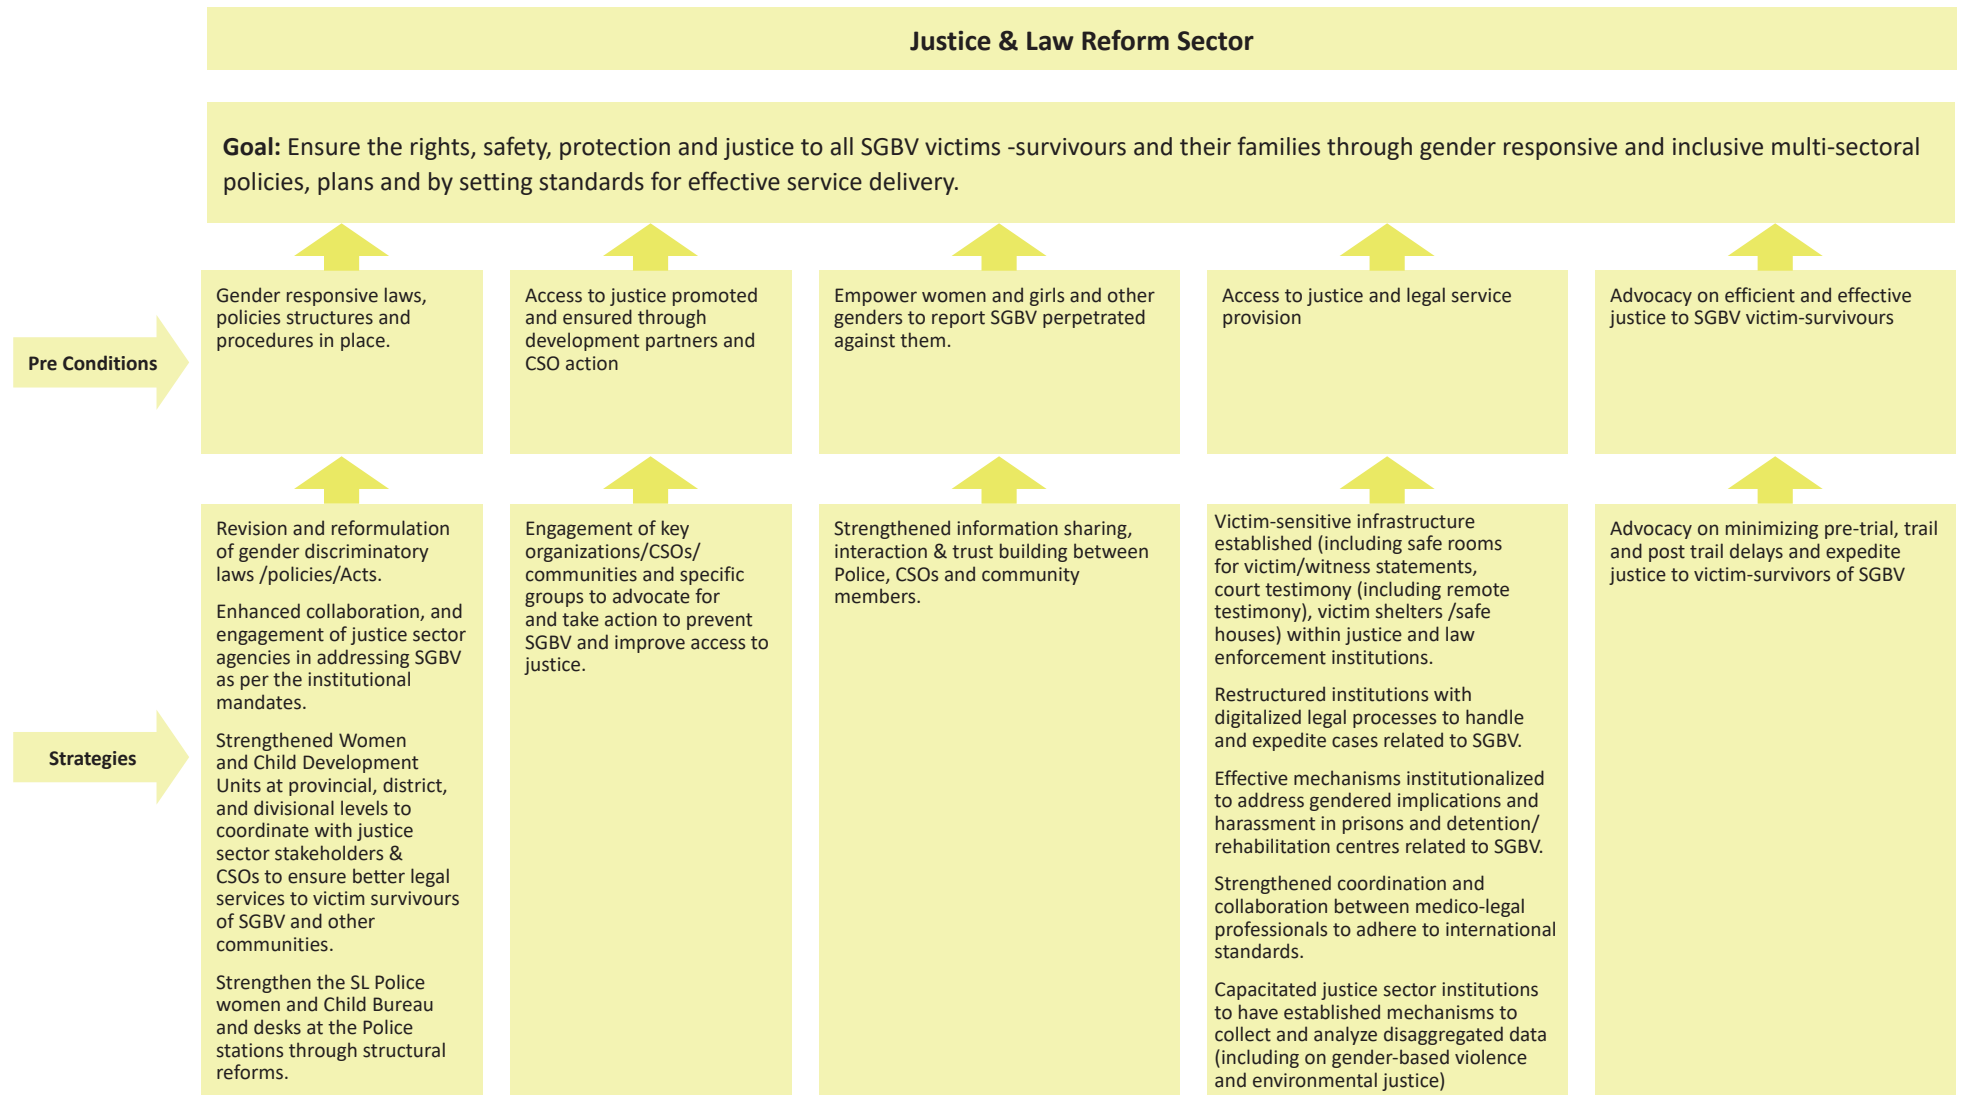 Justice & Law Reform Sector
Goal: Ensure the rights, safety, protection and justice to all SGBV victims -survivours and their families through gender responsive and inclusive multi-sectoral
policies, plans and by setting standards for effective service delivery.
Pre Conditions
Gender responsive laws,
policies structures and
procedures in place.
Access to justice promoted
and ensured through
development partners and
CSO action
Empower women and girls and other
genders to report SGBV perpetrated
against them.
Access to justice and legal service
provision
Advocacy on efficient and effective
justice to SGBV victim-survivours
Strategies
Revision and reformulation
of gender discriminatory
laws /policies/Acts.
Enhanced collaboration, and
engagement of justice sector
agencies in addressing SGBV
as per the institutional
mandates.
Strengthened Women
and Child Development
Units at provincial, district,
and divisional levels to
coordinate with justice
sector stakeholders &
CSOs to ensure better legal
services to victim survivours
of SGBV and other
communities.
Strengthen the SL Police
women and Child Bureau
and desks at the Police
stations through structural
reforms.
Engagement of key
organizations/CSOs/
communities and specific
groups to advocate for
and take action to prevent
SGBV and improve access to
justice.
Strengthened information sharing,
interaction & trust building between
Police, CSOs and community
members.
Victim-sensitive infrastructure
established (including safe rooms
for victim/witness statements,
court testimony (including remote
testimony), victim shelters /safe
houses) within justice and law
enforcement institutions.
Restructured institutions with
digitalized legal processes to handle
and expedite cases related to SGBV.
Effective mechanisms institutionalized
to address gendered implications and
harassment in prisons and detention/
rehabilitation centres related to SGBV.
Strengthened coordination and
collaboration between medico-legal
professionals to adhere to international
standards.
Capacitated justice sector institutions
to have established mechanisms to
collect and analyze disaggregated data
(including on gender-based violence
and environmental justice)
Advocacy on minimizing pre-trial, trail
and post trail delays and expedite
justice to victim-survivors of SGBV